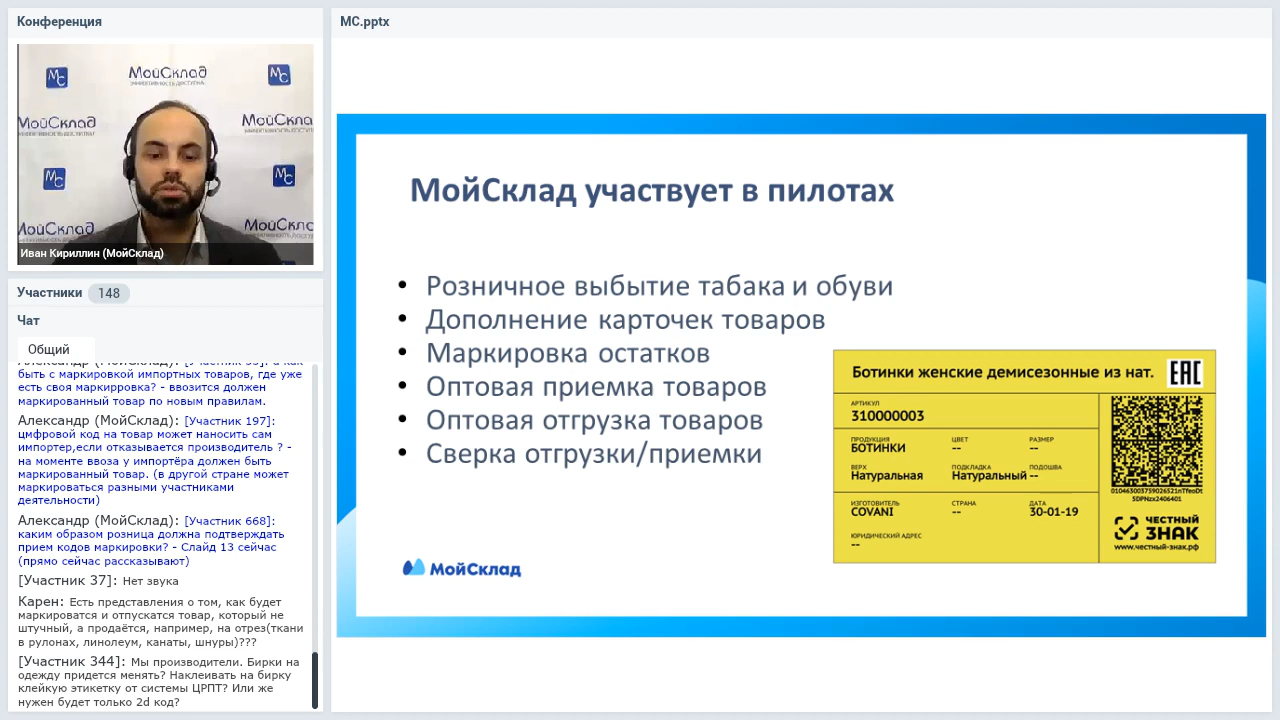 Конференция
МС.pptx
МойСклад
МойСклад
МойСклад
МойСклад
МойСклад
Иван Кириллин (МойСклад)
Участники 148
Чат
Общий
быть с маркировкой импортных товаров, где уже
есть своя маркирровка? - ввозится должен
маркированный товар по новым правилам.
Александр (МойСклад): [Участник 197]:
цмфровой код на товар может наносить сам
импортер,если отказывается производитель ? -
на моменте ввоза у импортёра должен быть
маркированный товар. (в другой стране может
маркироваться разными участниками
деятельности)
Александр (МойСклад): [Участник 668]:
каким образом розница должна подтверждать
прием кодов маркировки? - Слайд 13 сейчас
(прямо сейчас рассказывают)
[Участник 37]: Нет звука
Карен: Есть представления о том, как будет
маркироватся и отпускатся товар, который не
штучный, а продаётся, например, на отрез(ткани
в рулонах, линолеум, канаты, шнуры)???
[Участник 344]: Мы производители. Бирки на
одежду придется менять? Наклеивать на бирку
клейкую этикетку от системы ЦРПТ? Или же
нужен будет только 2d код?
МойСклад участвует в пилотах
• Розничное выбытие табака и обуви
• Дополнение карточек товаров
• Маркировка остатков
• Оптовая приемка товаров
• Оптовая отгрузка товаров
• Сверка отгрузки/приемки
МойСклад
Ботинки женские демисезонные из нат. ЕАС
АРТИКУЛ
310000003
ПРОДУКЦИЯ ЦВЕТ РАЗМЕР
БОТИНКИ -- --
ВЕРХ ПОДКЛАДКА ПОДОШВА
Натуральная Натуральный --
ИЗГОТОВИТЕЛЬ СТРАНА ДАТА
COVANI -- 30-01-19
ЮРИДИЧЕСКИЙ АДРЕС
--
ЧЕСТНЫЙ
ЗНАК
www.честный-знак.рф